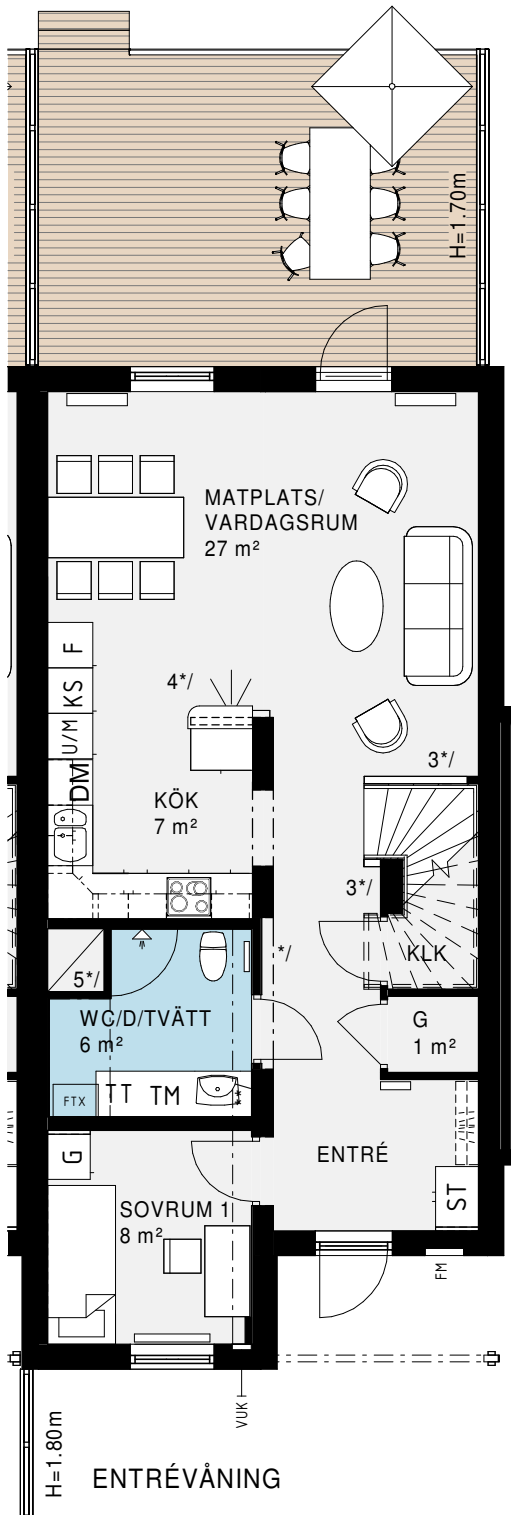 H=1.70m
MATPLATS/
VARDAGSRUM
27 m²
F
KS
U/M
DM
4*/
3*/
KÖK
7 m²
3*/
KLK
*/
5*/
WC/D/TVÄTT
6 m²
G
1 m²
FTX
TT
TM
**
G
ENTRÉ
ST
SOVRUM 1
8 m²
FM
VUK
H=1.80m
ENTRÉVÅNING